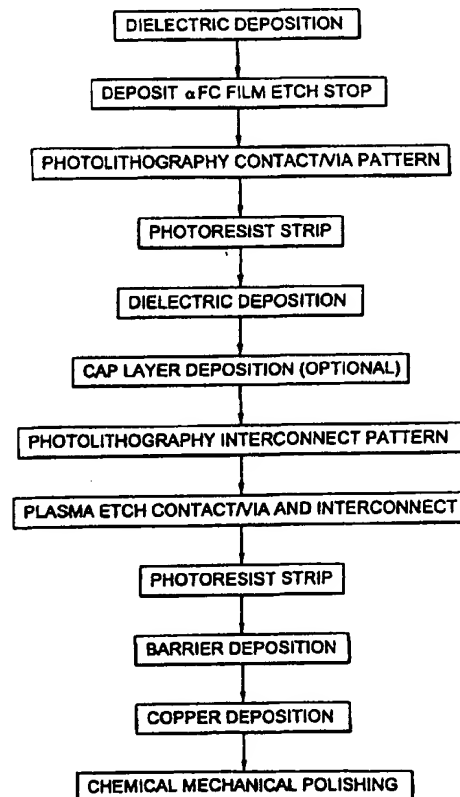 DIELECTRIC DEPOSITION
DEPOSIT αFC FILM ETCH STOP
PHOTOLITHOGRAPHY CONTACT/VIA PATTERN
PHOTORESIST STRIP
DIELECTRIC DEPOSITION
CAP LAYER DEPOSITION (OPTIONAL)
PHOTOLITHOGRAPHY INTERCONNECT PATTERN
PLASMA ETCH CONTACT/VIA AND INTERCONNECT
PHOTORESIST STRIP
BARRIER DEPOSITION
COPPER DEPOSITION
CHEMICAL MECHANICAL POLISHING